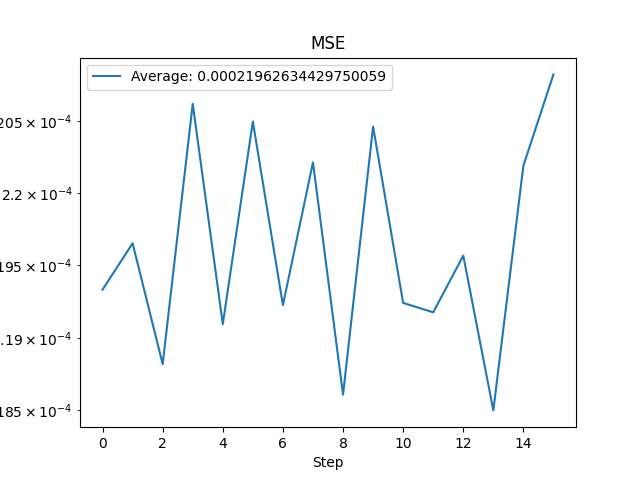 MSE
Average: 0.00021962634429750059
205 × 10⁻⁴
2.2 × 10⁻⁴
195 × 10⁻⁴
.19 × 10⁻⁴
185 × 10⁻⁴
0 2 4 6 8 10 12 14
Step